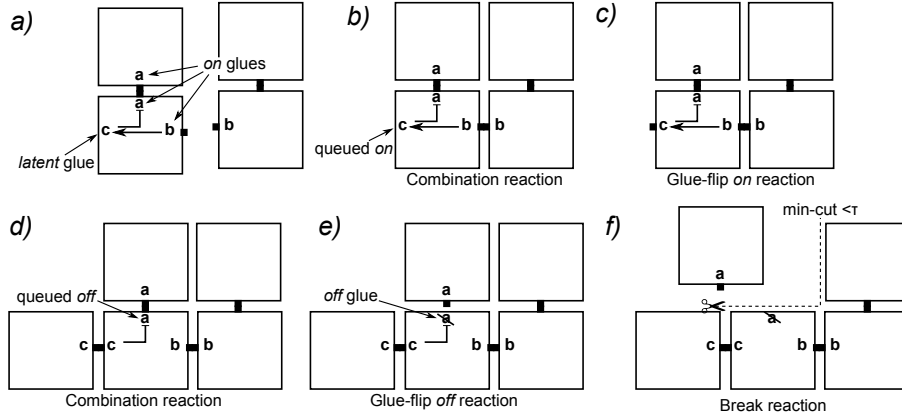 a)
a
on glues
a
c
b
b
latent glue
b)
a
a
c
b
b
queued on
Combination reaction
c)
a
a
c
b
b
Glue-flip on reaction
d)
a
queued off
a
c
c
b
b
Combination reaction
e)
a
off glue
a
c
c
b
b
Glue-flip off reaction
f)
min-cut <τ
a
a
c
c
b
b
Break reaction